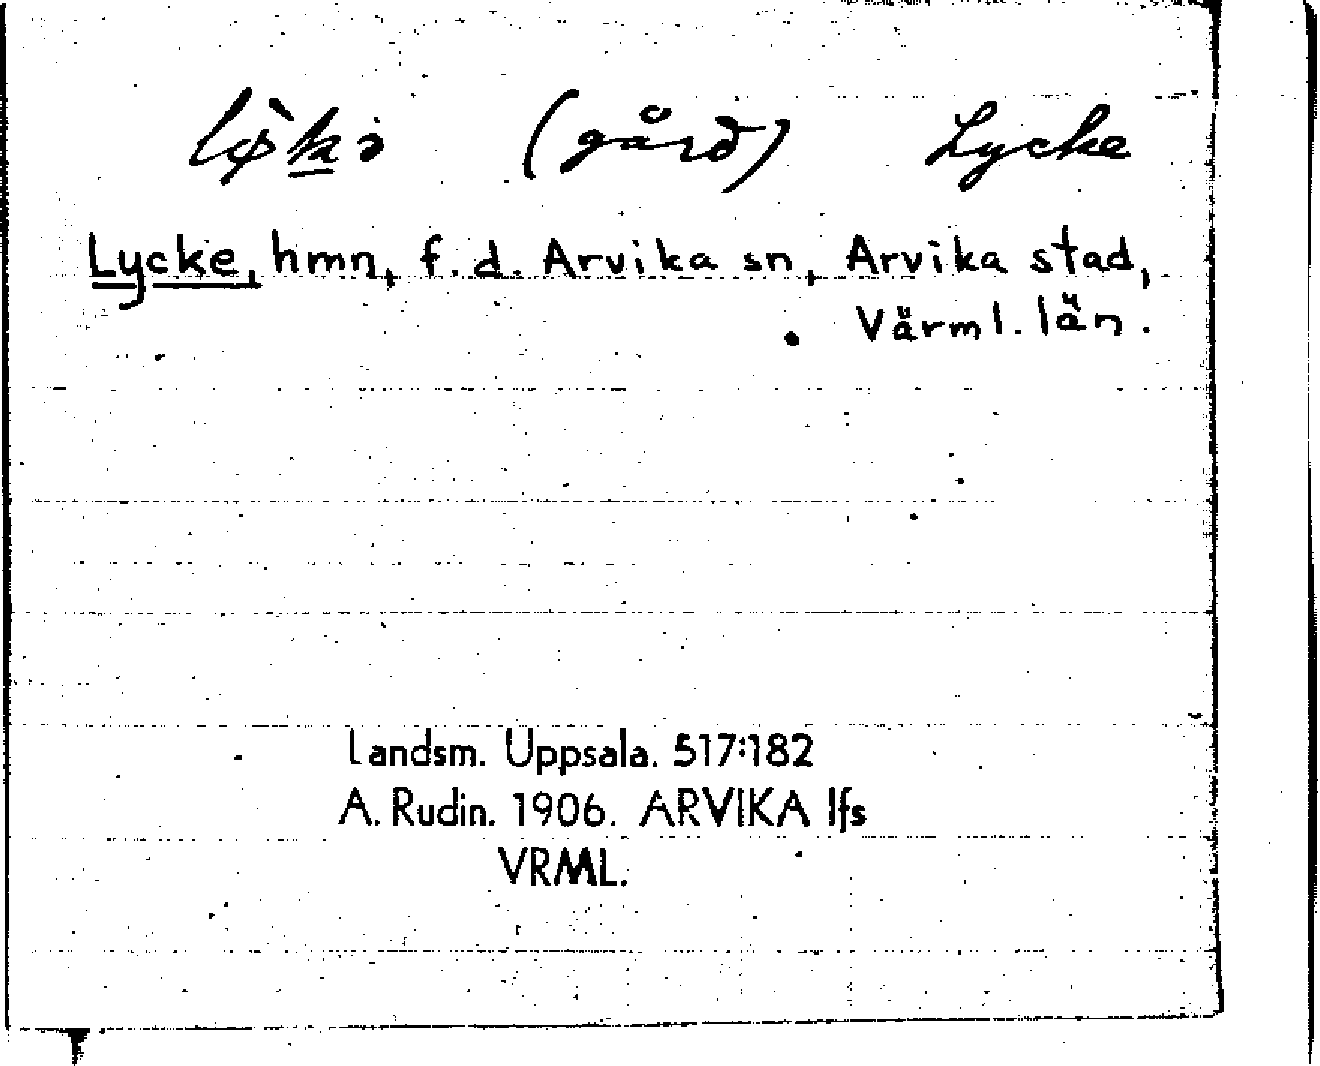 lø̀kə (gård) Lycke
Lycke, hmn, f. d. Arvika sn, Arvika stad,
Värml. län.
Landsm. Uppsala. 517:182
A. Rudin. 1906. ARVIKA lfs
VRML.